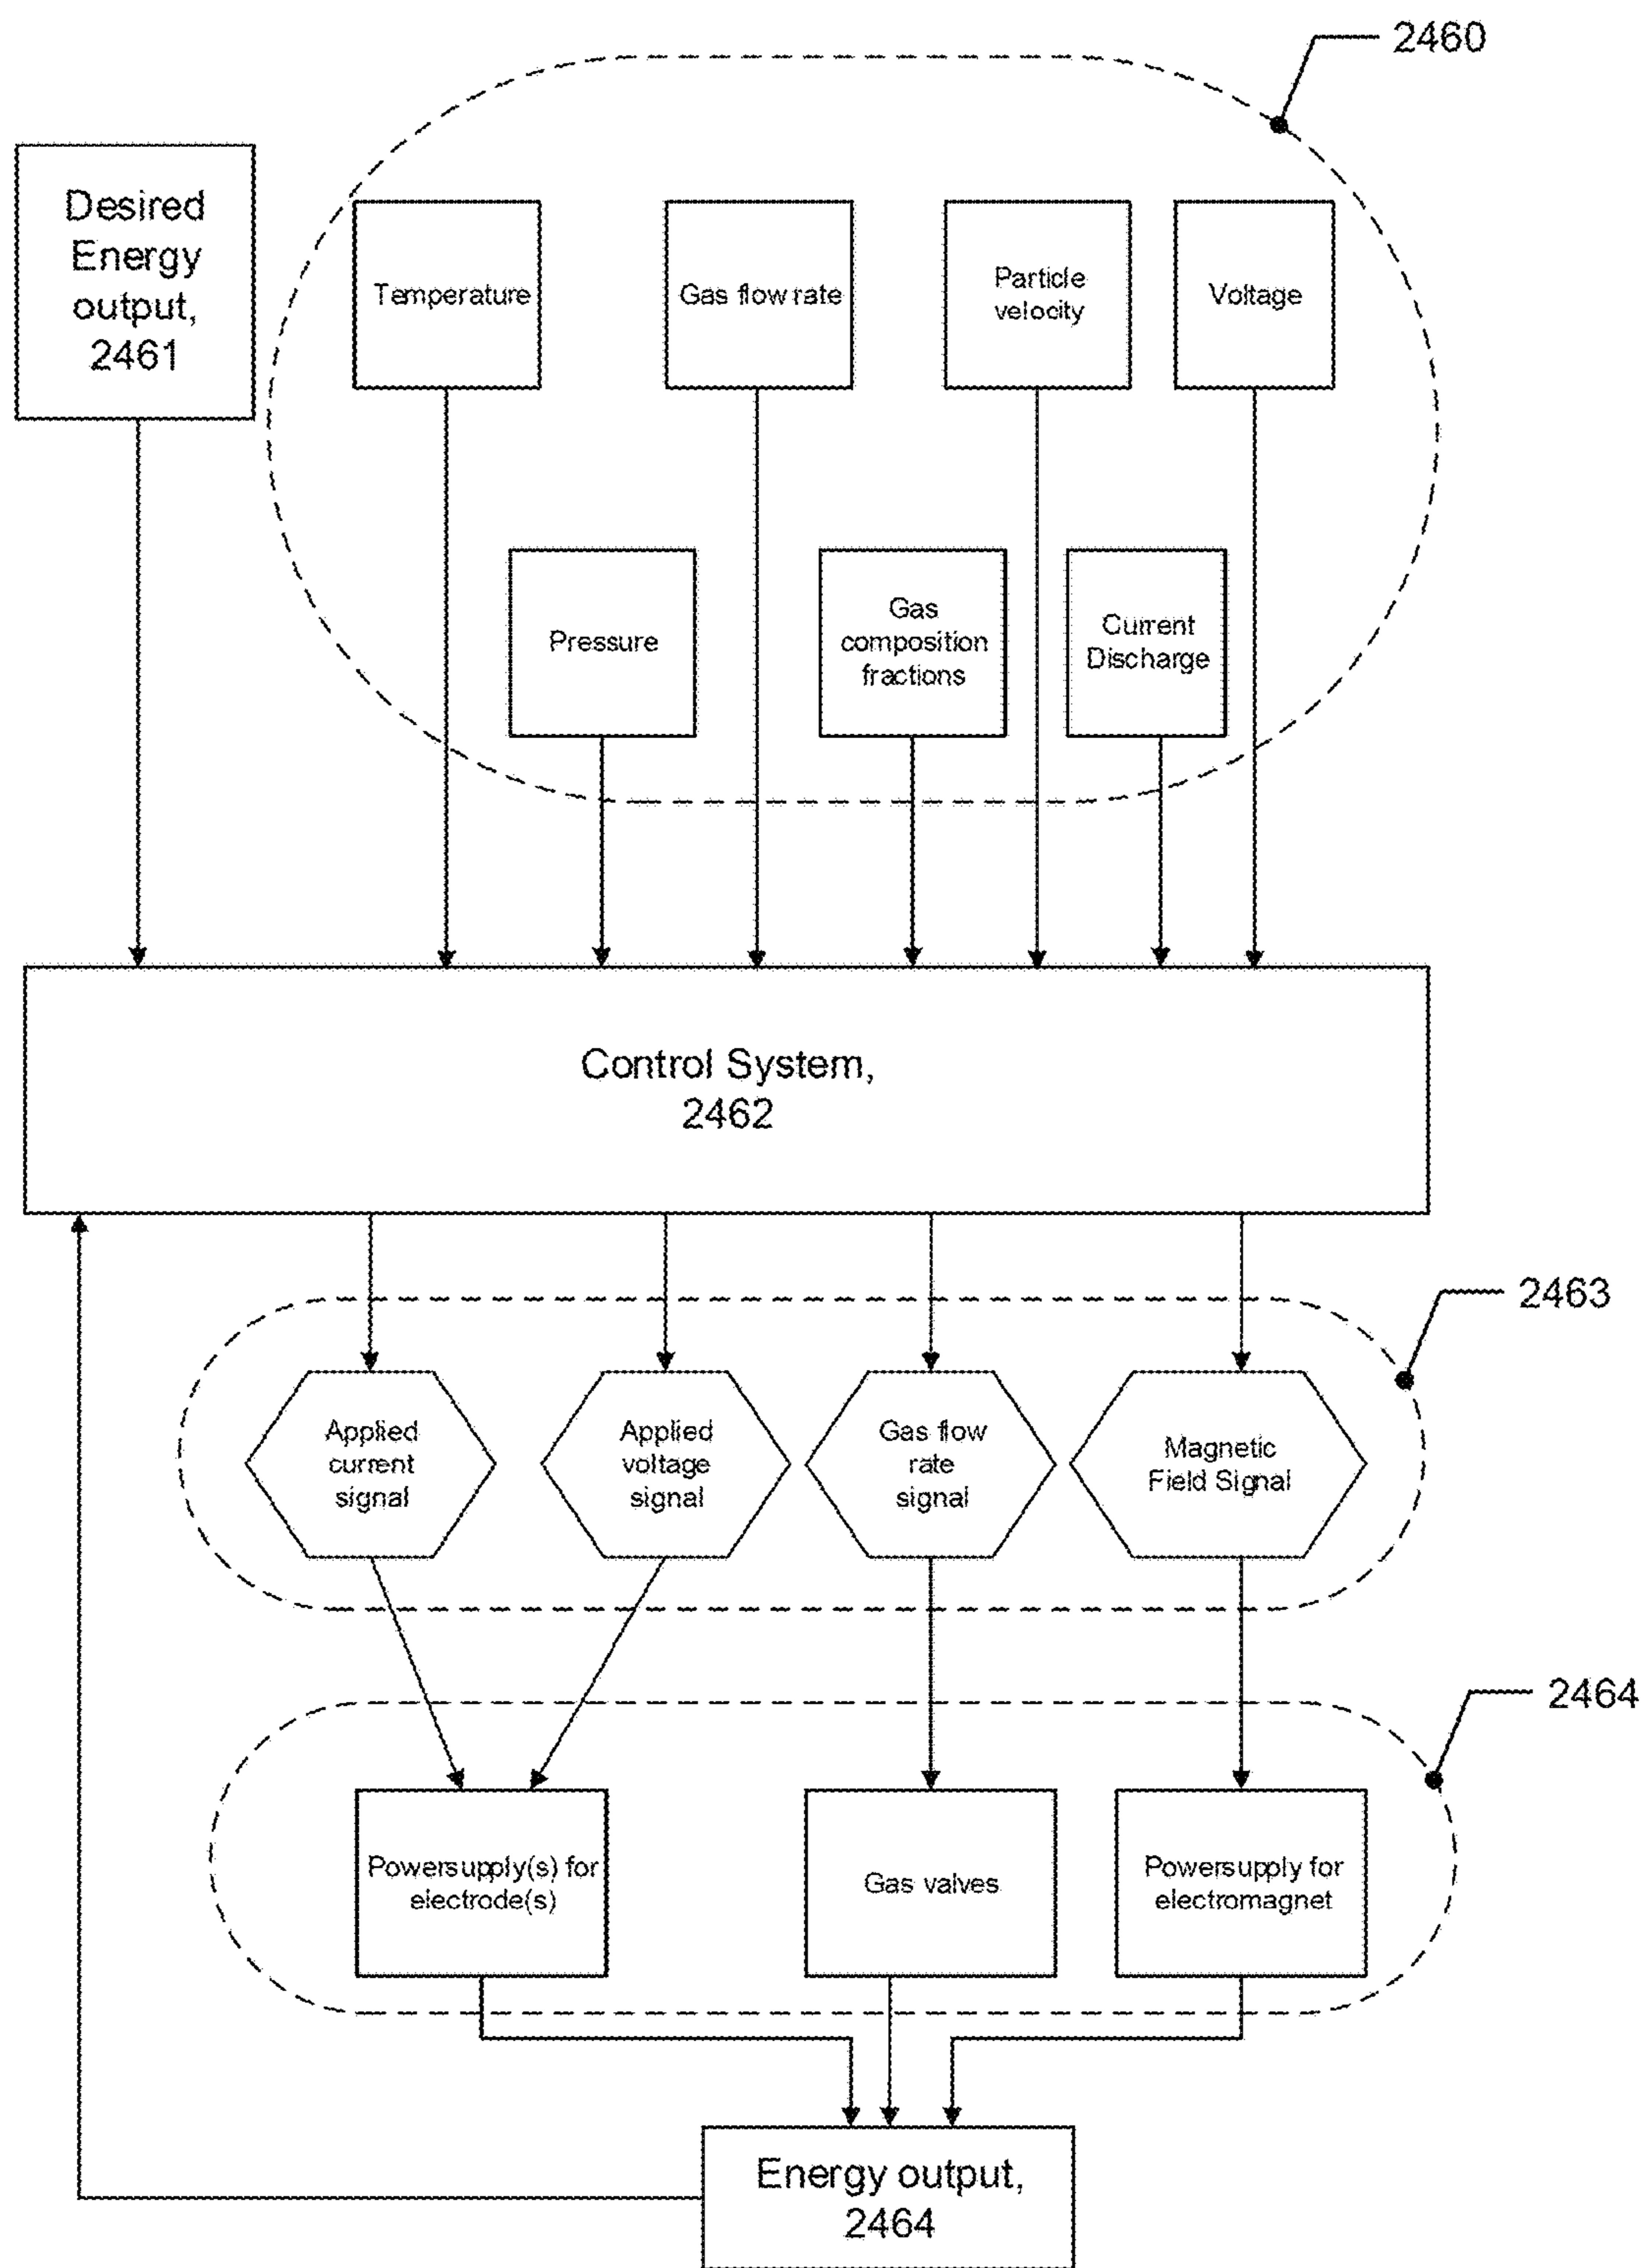 2460
Desired
Energy
output,
2461
Temperature
Gas flow rate
Particle
velocity
Voltage
Pressure
Gas
composition
fractions
Current
Discharge
Control System,
2462
2463
Applied
current
signal
Applied
voltage
signal
Gas flow
rate
signal
Magnetic
Field Signal
2464
Powersupply(s) for
electrode(s)
Gas valves
Powersupply for
electromagnet
Energy output,
2464